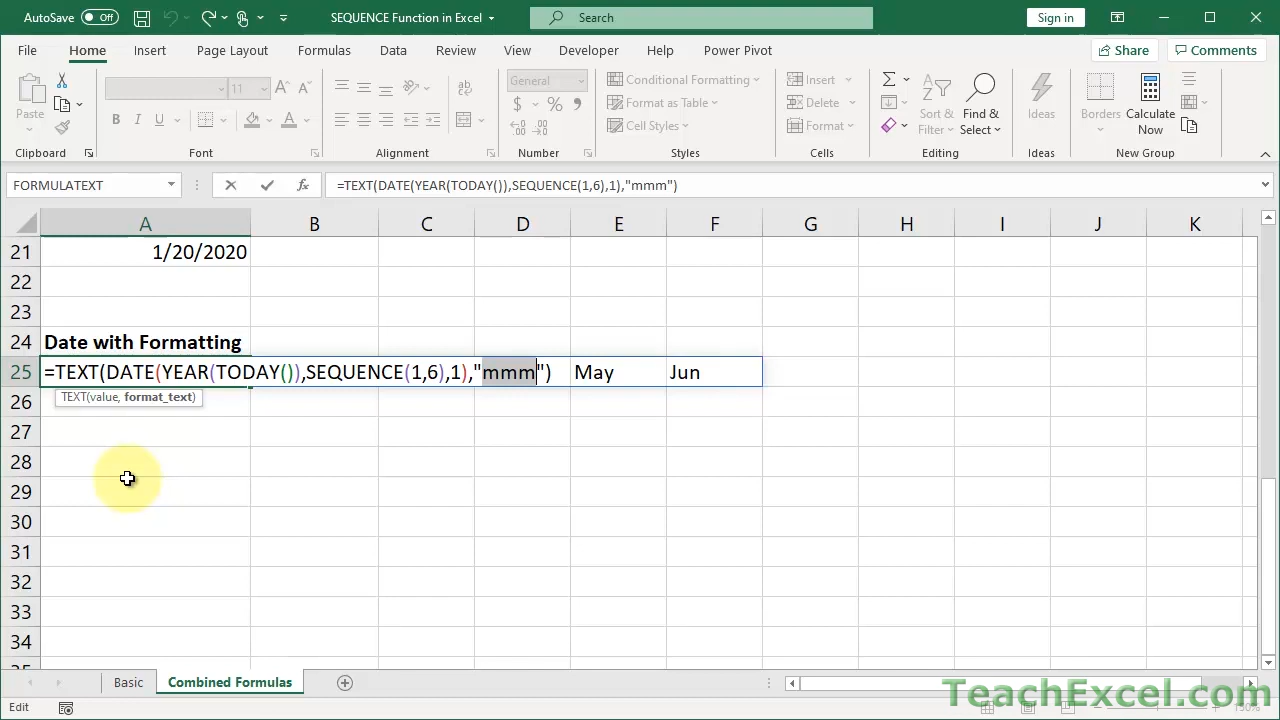 AutoSave Off SEQUENCE Function in Excel Search Sign in
File Home Insert Page Layout Formulas Data Review View Developer Help Power Pivot Share Comments
Paste 11 General Conditional Formatting Insert
Format as Table Delete
Cell Styles Format
Sort & Filter Find & Select Ideas Borders Calculate Now
Clipboard Font Alignment Number Styles Cells Editing Ideas New Group
FORMULATEXT =TEXT(DATE(YEAR(TODAY()),SEQUENCE(1,6),1),"mmm")
A B C D E F G H I J K
21 1/20/2020
22
23
24 Date with Formatting
25 =TEXT(DATE(YEAR(TODAY()),SEQUENCE(1,6),1),"mmm") May Jun
26 TEXT(value, format_text)
27
28
29
30
31
32
33
34
35
Basic Combined Formulas
Edit 150%
TeachExcel.com